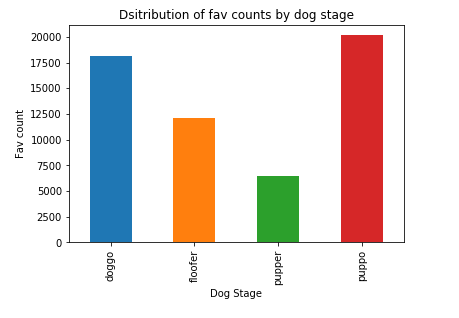 Dsitribution of fav counts by dog stage
20000
17500
15000
12500
10000
7500
5000
2500
0
Fav count
doggo
floofer
pupper
puppo
Dog Stage